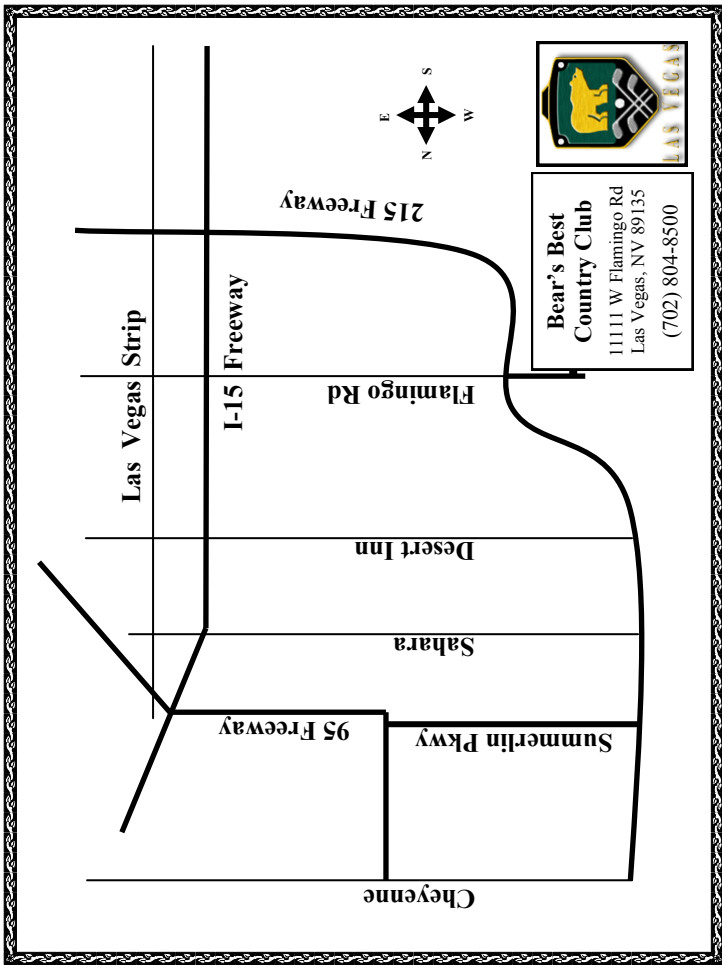 Las Vegas Strip
I-15 Freeway
215 Freeway
Flamingo Rd
Desert Inn
Sahara
95 Freeway
Summerlin Pkwy
Cheyenne
E
S
N
W
LAS VEGAS
Bear's Best
Country Club
11111 W Flamingo Rd
Las Vegas, NV 89135
(702) 804-8500